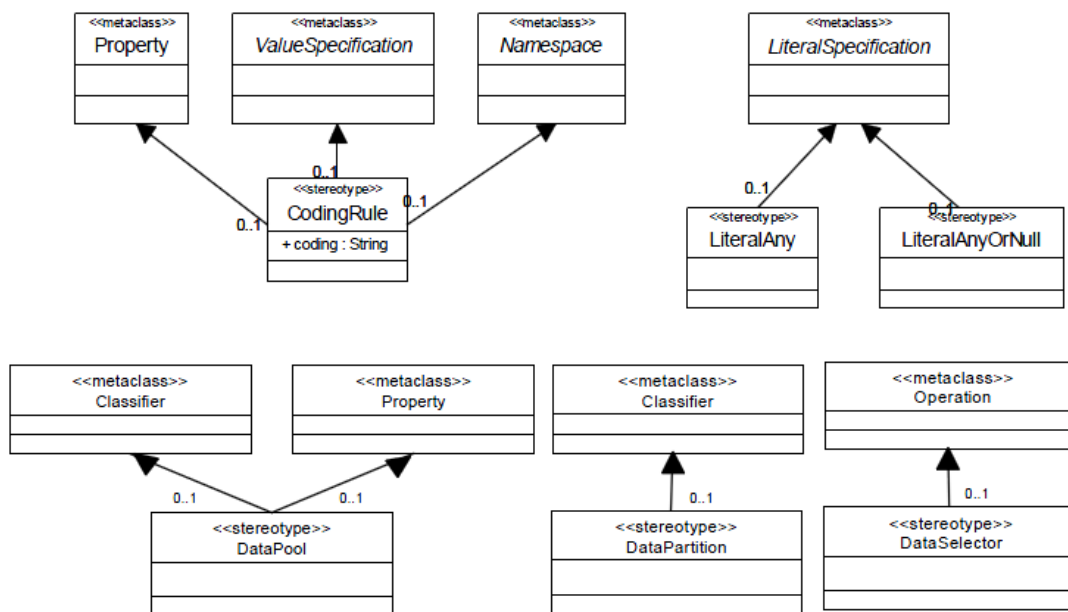 <<metaclass>>
Property
<<metaclass>>
ValueSpecification
<<metaclass>>
Namespace
<<metaclass>>
LiteralSpecification
0..1
0..1
0..1
<<stereotype>>
CodingRule
+ coding : String
0..1
<<stereotype>>
LiteralAny
0..1
<<stereotype>>
LiteralAnyOrNull
<<metaclass>>
Classifier
<<metaclass>>
Property
<<metaclass>>
Classifier
<<metaclass>>
Operation
0..1
0..1
0..1
0..1
<<stereotype>>
DataPool
<<stereotype>>
DataPartition
<<stereotype>>
DataSelector